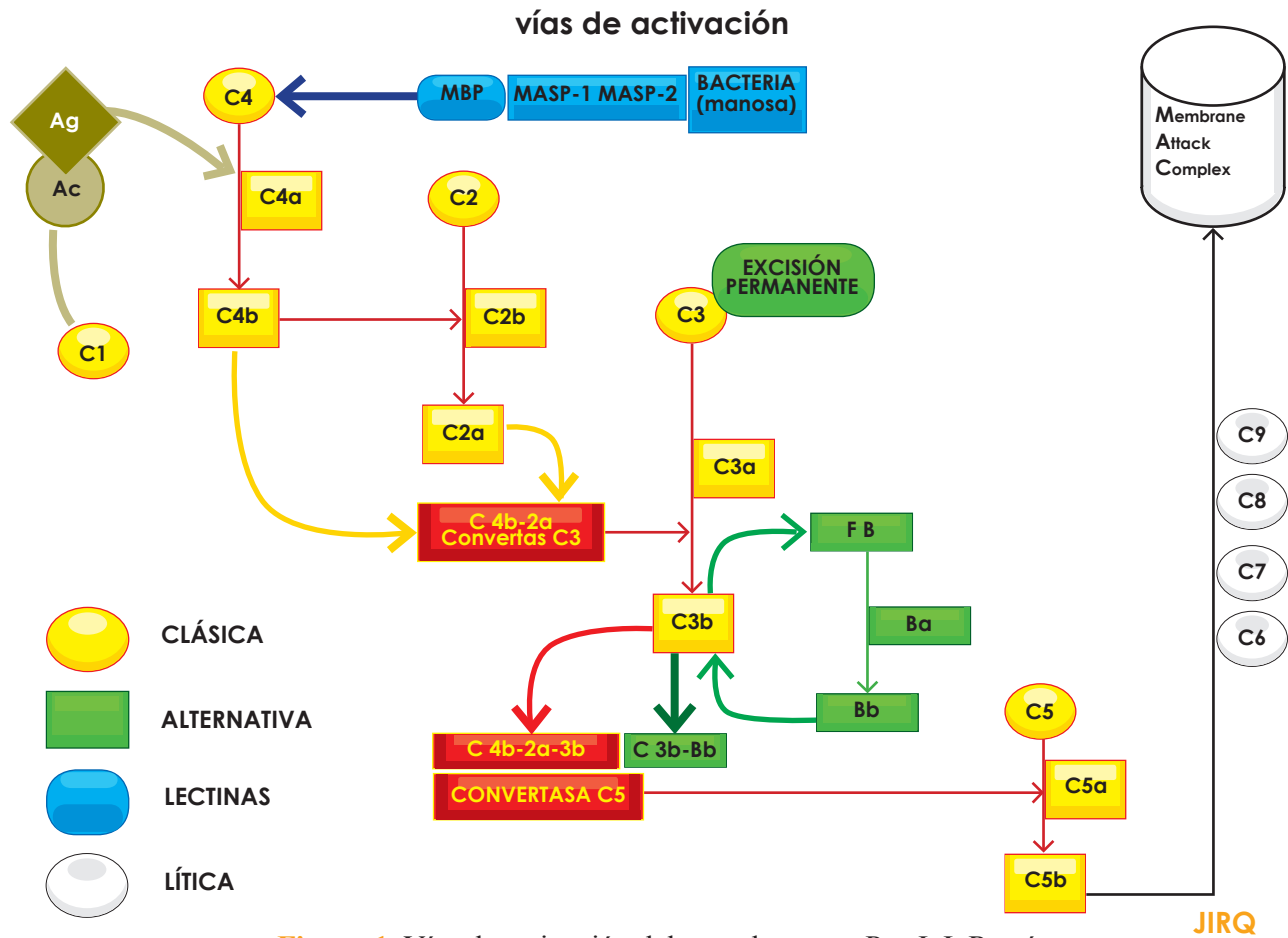 vías de activación
C4
MBP
MASP-1 MASP-2
BACTERIA
(manosa)
Ag
Ac
C1
C4a
C4b
C2
C2b
C2a
EXCISIÓN
PERMANENTE
C3
C3a
C 4b-2a
Convertas C3
F B
Ba
Bb
C3b
C 4b-2a-3b
C 3b-Bb
CONVERTASA C5
C5
C5a
C5b
Membrane
Attack
Complex
C9
C8
C7
C6
CLÁSICA
ALTERNATIVA
LECTINAS
LÍTICA
JIRQ